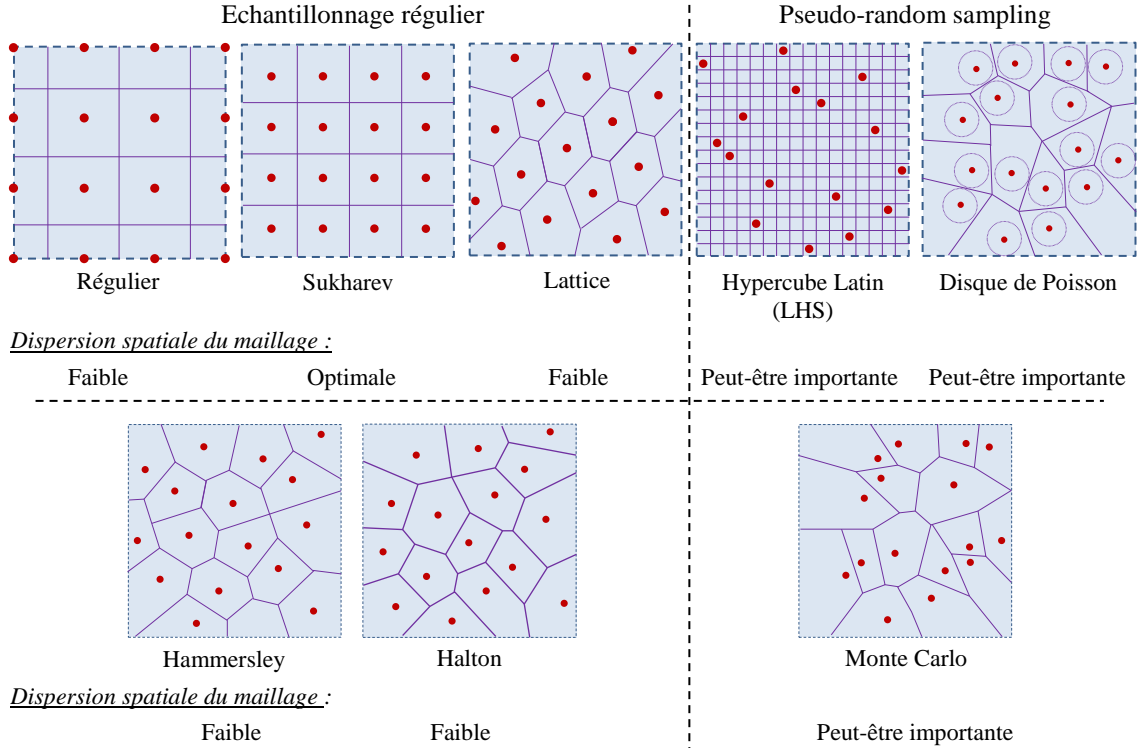 Echantillonnage régulier
Pseudo-random sampling
Régulier
Sukharev
Lattice
Hypercube Latin
(LHS)
Disque de Poisson
Dispersion spatiale du maillage :
Faible
Optimale
Faible
Peut-être importante
Peut-être importante
Hammersley
Halton
Monte Carlo
Dispersion spatiale du maillage :
Faible
Faible
Peut-être importante